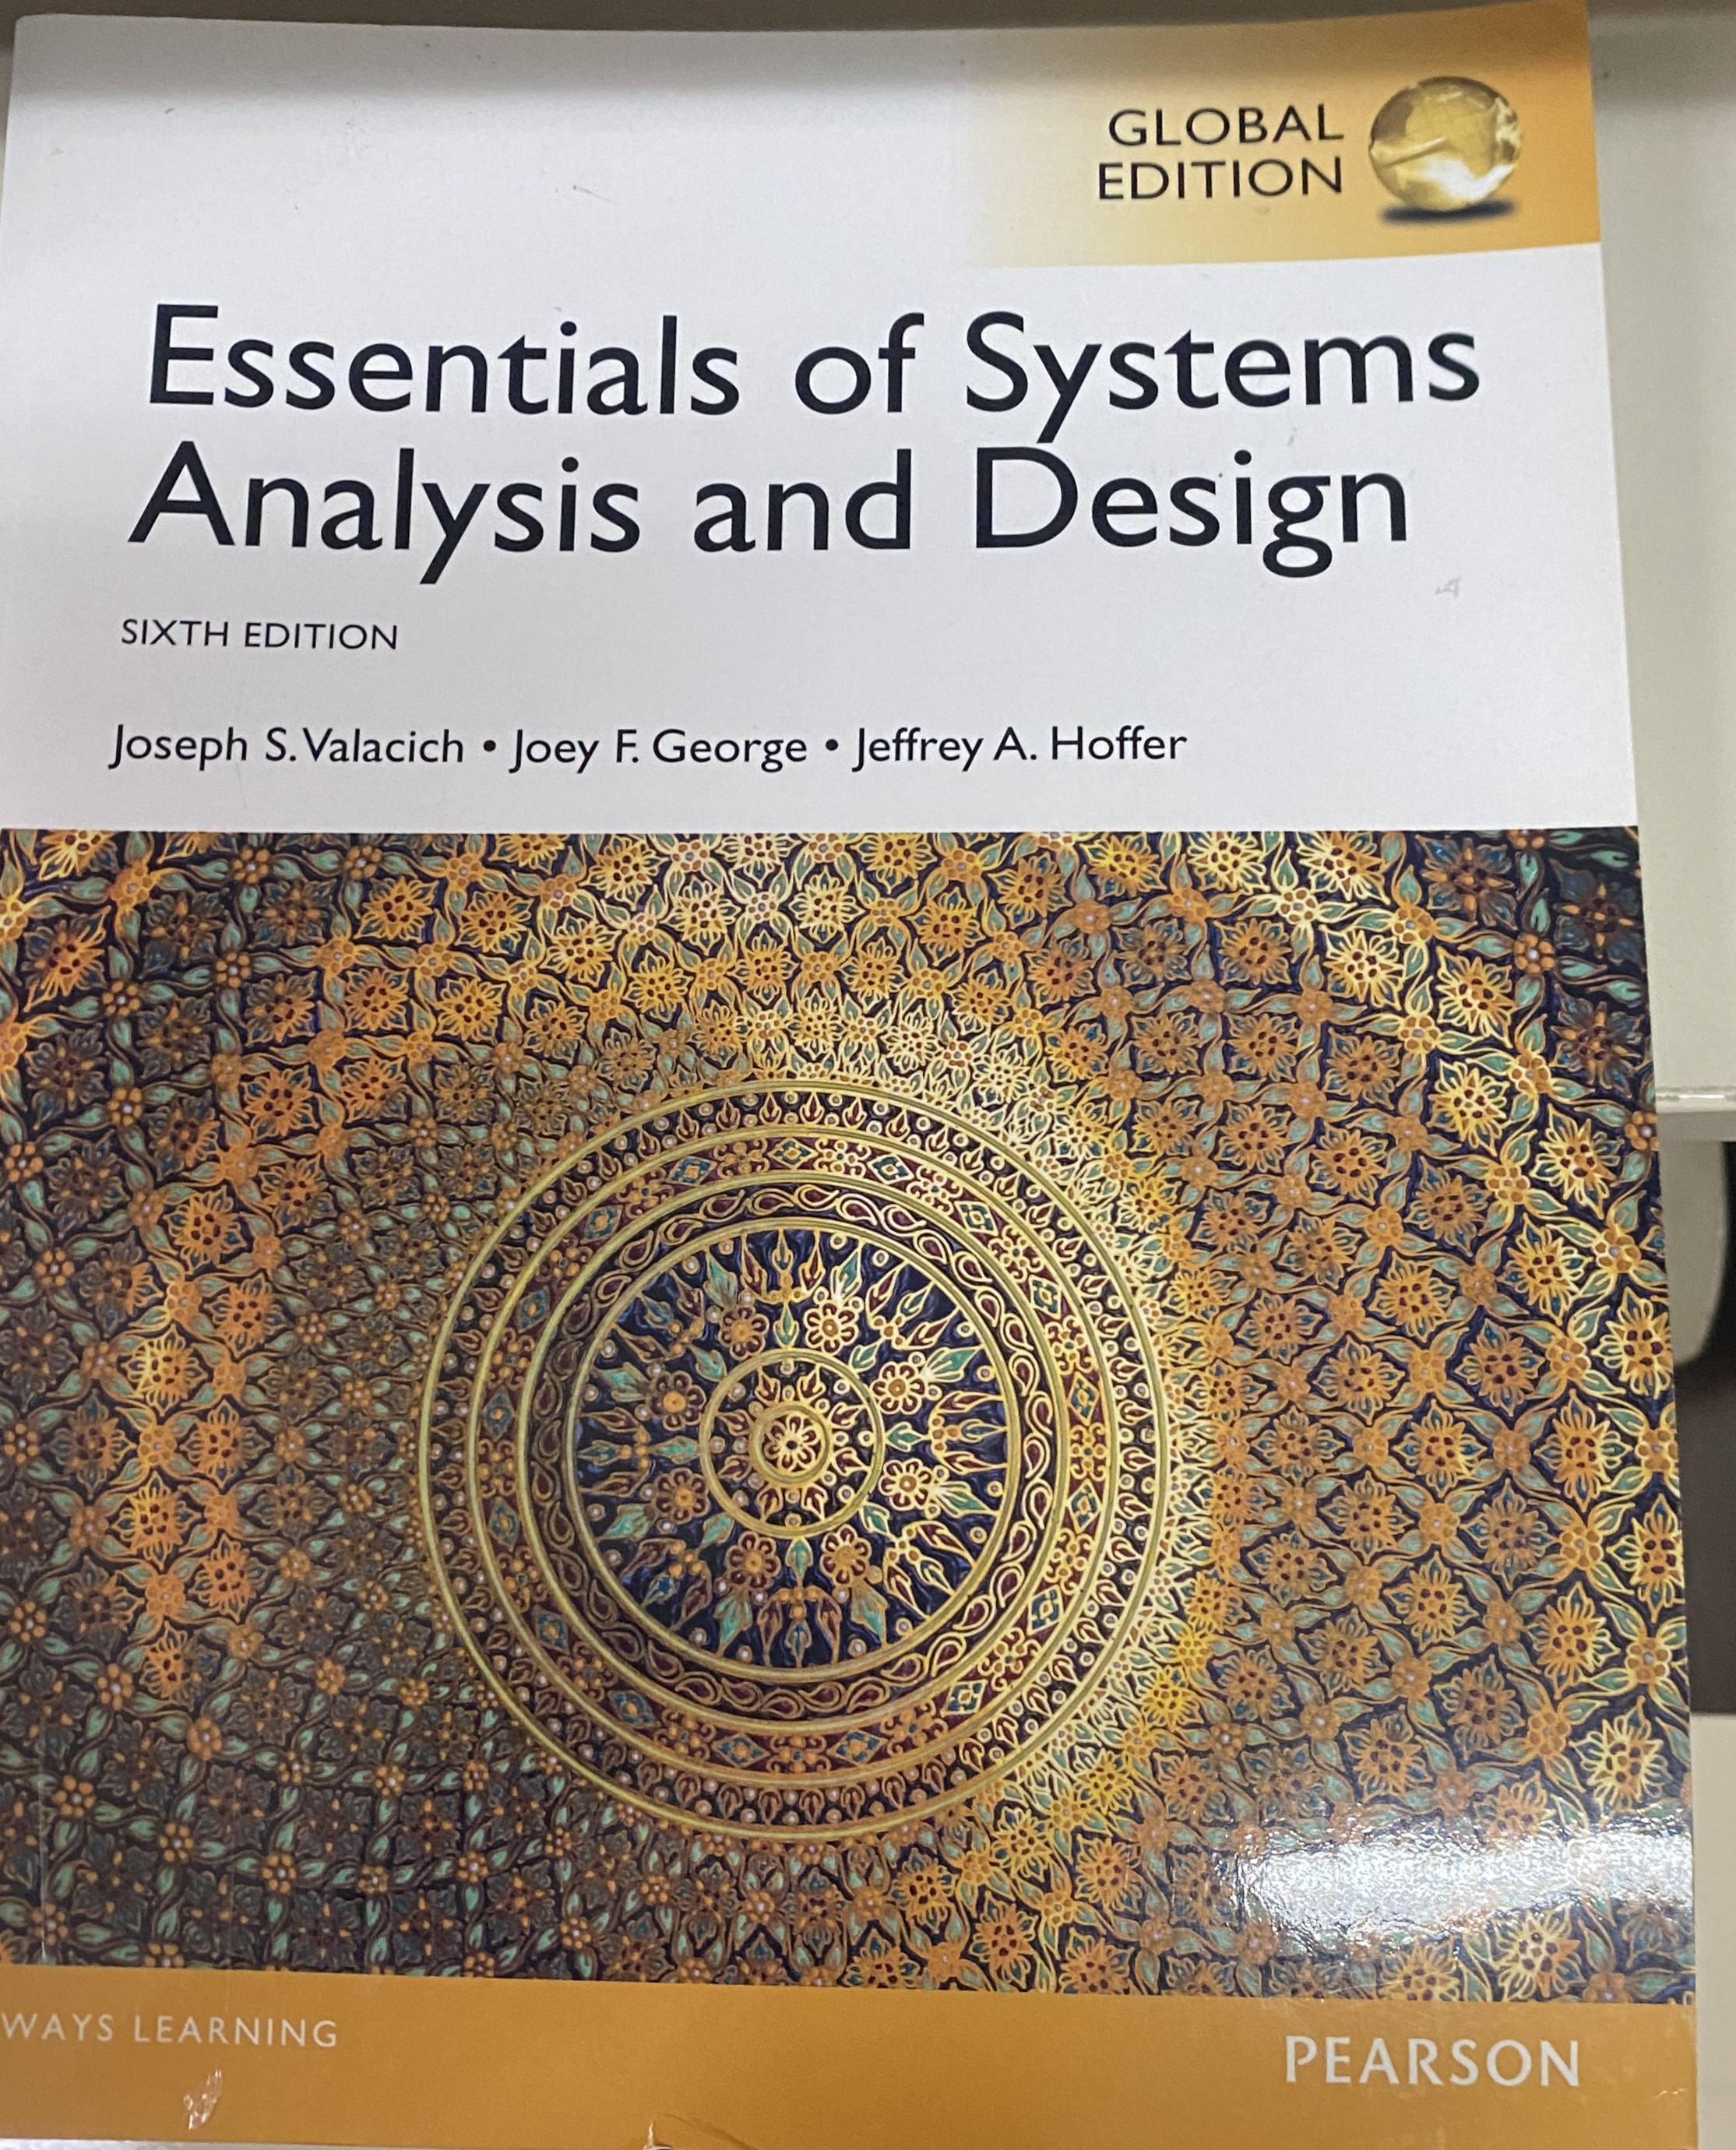 GLOBAL
EDITION
Essentials of Systems
Analysis and Design
SIXTH EDITION
Joseph S. Valacich • Joey F. George • Jeffrey A. Hoffer
WAYS LEARNING
PEARSON